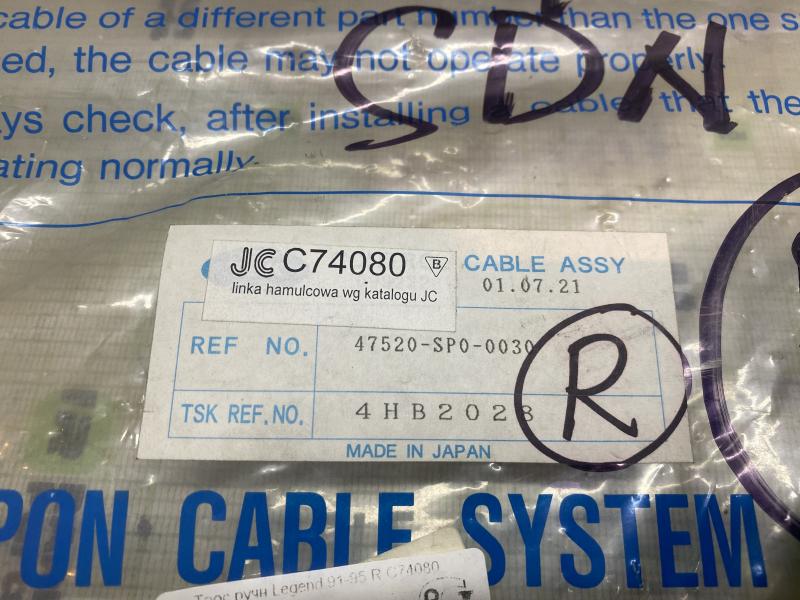 cable of a different part number than the one s
ed, the cable may not operate properly.
ys check, after installing a cable, that the
ating normally.
SDN
JC C74080 B
linka hamulcowa wg katalogu JC
CABLE ASSY
01.07.21
REF NO. 47520-SP0-0030
TSK REF.NO. 4HB2028
R
MADE IN JAPAN
PON CABLE SYSTEM
Трос ручн Legend 91-95 R C74080